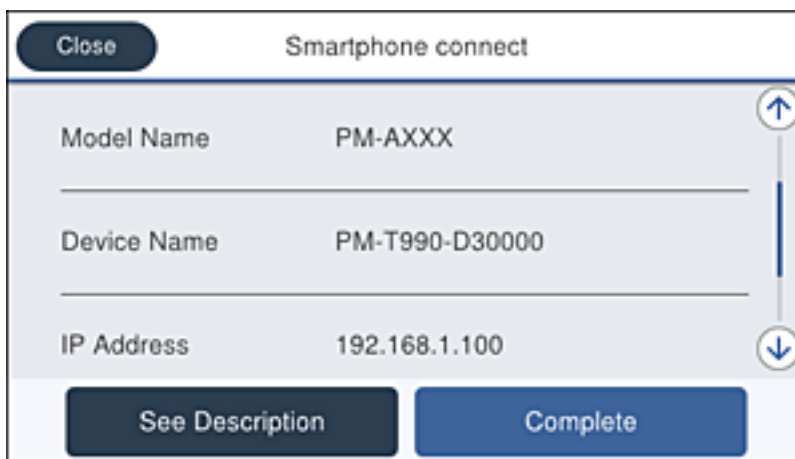 Close
Smartphone connect
Model Name PM-AXXX
Device Name PM-T990-D30000
IP Address 192.168.1.100
See Description
Complete